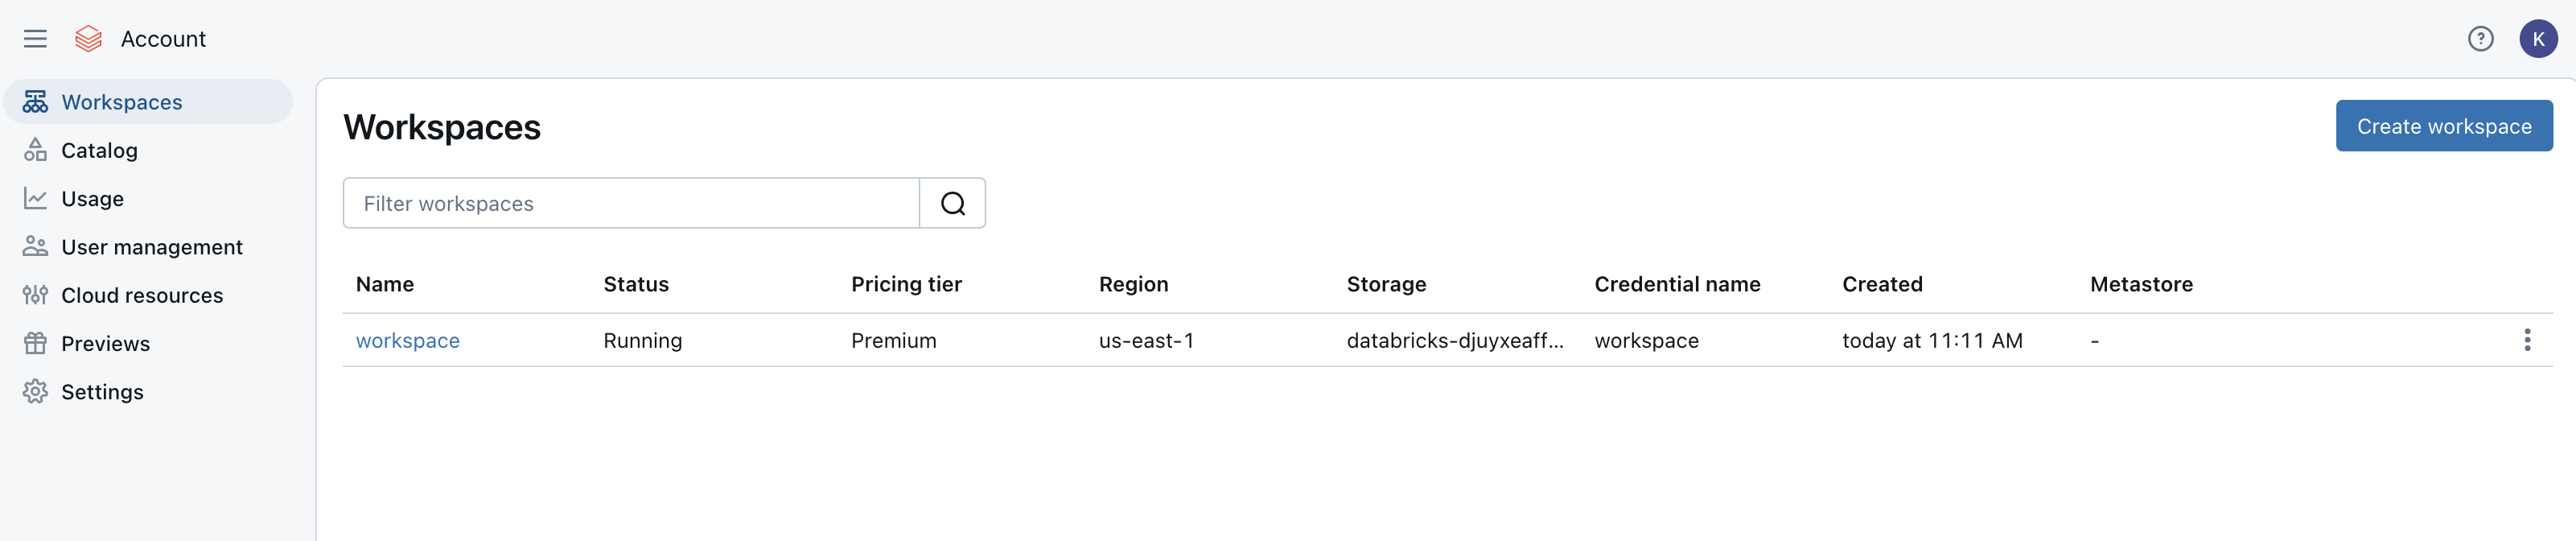 Account
?
K
Workspaces
Catalog
Usage
User management
Cloud resources
Previews
Settings
Workspaces
Create workspace
Filter workspaces
Name Status Pricing tier Region Storage Credential name Created Metastore
workspace Running Premium us-east-1 databricks-djuyxeaff... workspace today at 11:11 AM -